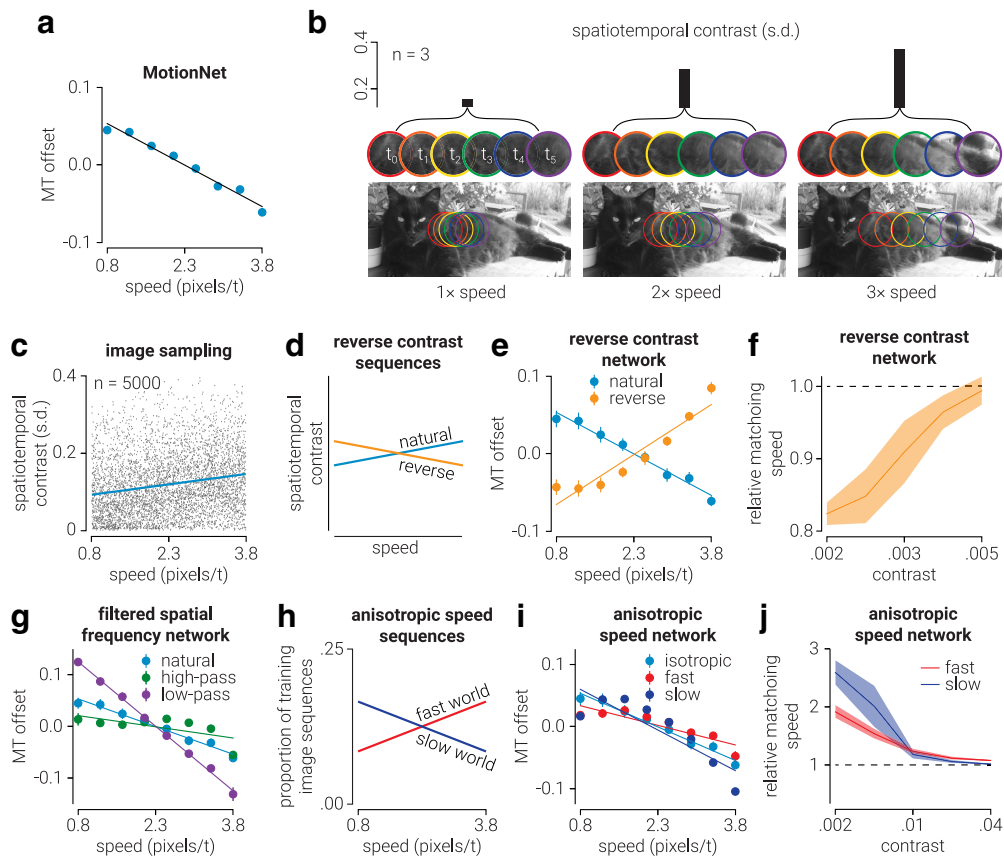 a
MotionNet
MT offset
0.1
0.0
-0.1
0.8
2.3
3.8
speed (pixels/t)
b
spatiotemporal contrast (s.d.)
0.4
0.2
n = 3
t0
t1
t2
t3
t4
t5
1× speed
2× speed
3× speed
c
image sampling
n = 5000
spatiotemporal
contrast (s.d.)
0.4
0.2
0
0.8
2.3
3.8
speed (pixels/t)
d
reverse contrast
sequences
spatiotemporal
contrast
natural
reverse
speed
e
reverse contrast
network
natural
reverse
MT offset
0.1
0.0
-0.1
0.8
2.3
3.8
speed (pixels/t)
f
reverse contrast
network
relative matchoing
speed
1.0
0.9
0.8
.002
.003
.005
contrast
g
filtered spatial
frequency network
natural
high-pass
low-pass
MT offset
0.1
0.0
-0.1
0.8
2.3
3.8
speed (pixels/t)
h
anisotropic speed
sequences
proportion of training
image sequences
.25
.00
fast world
slow world
0.8
3.8
speed (pixels/t)
i
anisotropic
speed network
isotropic
fast
slow
MT offset
0.1
0.0
-0.1
0.8
2.3
3.8
speed (pixels/t)
j
anisotropic
speed network
fast
slow
relative matchoing
speed
3
2
1
.002
.01
.04
contrast